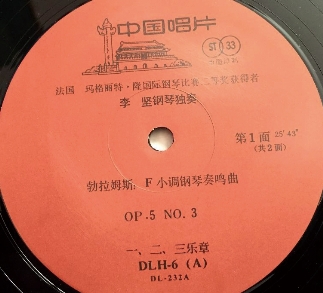 中国唱片
ST 33
法国 玛格丽特·隆国际钢琴比赛二等奖获得者
李 坚钢琴独奏
第1面 25′43″
(共2面)
勃拉姆斯: F小调钢琴奏鸣曲
OP.5 NO.3
一、二、三乐章
DLH-6 (A)
DL-232A